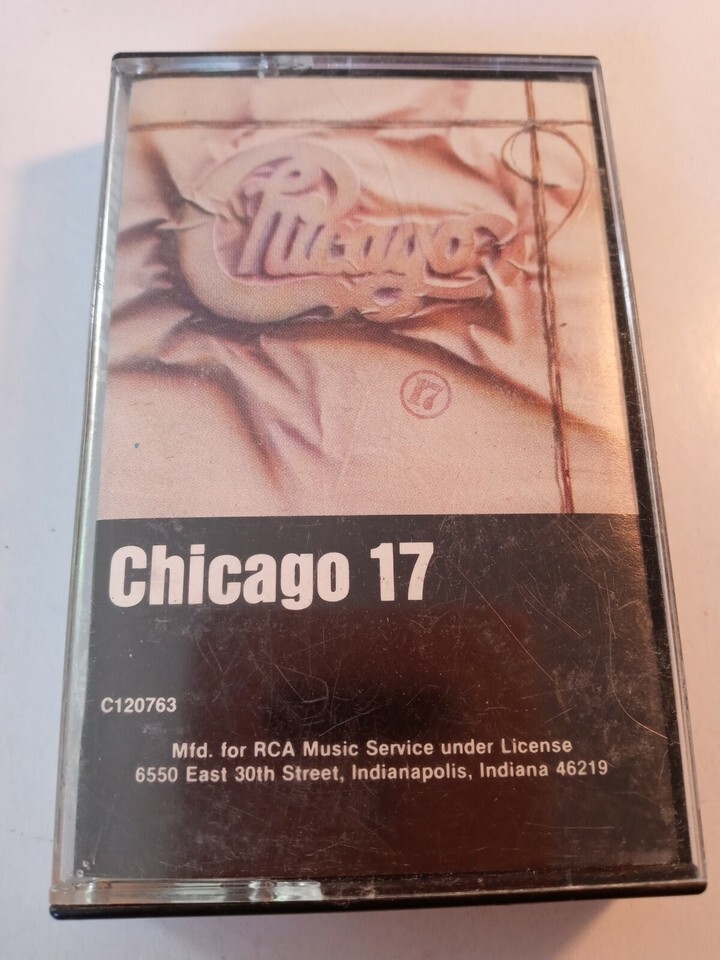 Chicago
17
Chicago 17
C120763
Mfd. for RCA Music Service under License
6550 East 30th Street, Indianapolis, Indiana 46219